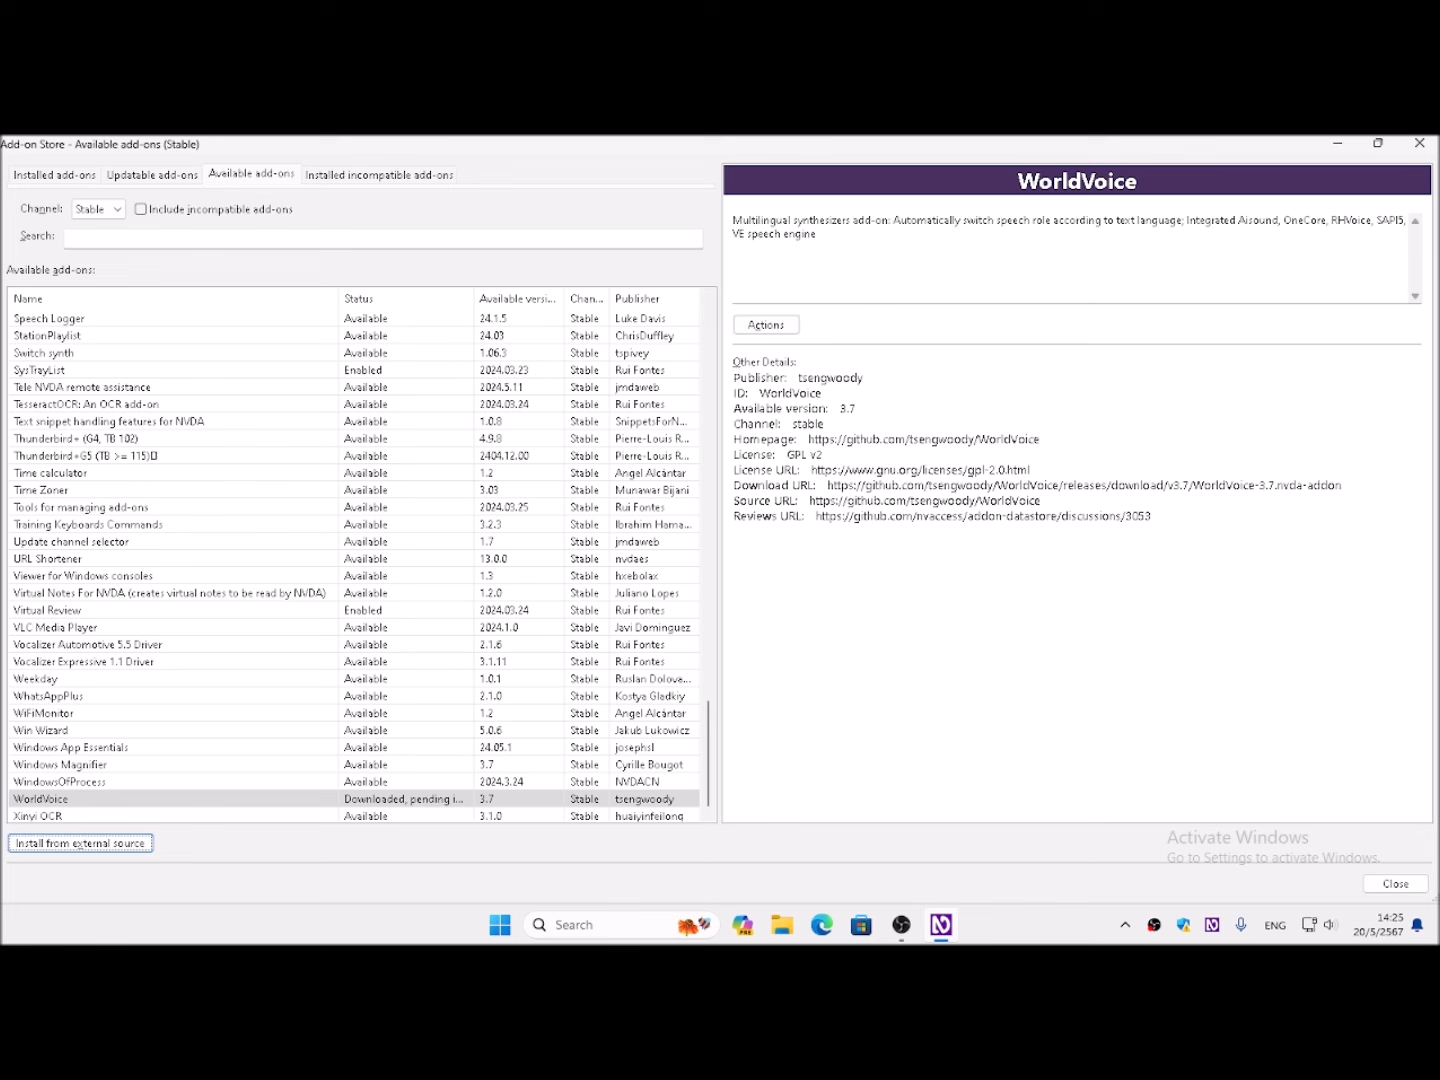 Add-on Store - Available add-ons (Stable)
Installed add-ons Updatable add-ons Available add-ons Installed incompatible add-ons
Channel: Stable Include incompatible add-ons
Search:
Available add-ons:
Name Status Available versi... Chan... Publisher
Speech Logger Available 24.1.5 Stable Luke Davis
StationPlaylist Available 24.03 Stable ChrisDuffley
Switch synth Available 1.06.3 Stable tspivey
SysTrayList Enabled 2024.03.23 Stable Rui Fontes
Tele NVDA remote assistance Available 2024.5.11 Stable jmdaweb
TesseractOCR: An OCR add-on Available 2024.03.24 Stable Rui Fontes
Text snippet handling features for NVDA Available 1.0.8 Stable SnippetsForN...
Thunderbird+ (G4, TB 102) Available 4.9.8 Stable Pierre-Louis R...
Thunderbird+G5 (TB >= 115) Available 2404.12.00 Stable Pierre-Louis R...
Time calculator Available 1.2 Stable Angel Alcántar
Time Zoner Available 3.03 Stable Munawar Bijani
Tools for managing add-ons Available 2024.03.25 Stable Rui Fontes
Training Keyboards Commands Available 3.2.3 Stable Ibrahim Hama...
Update channel selector Available 1.7 Stable jmdaweb
URL Shortener Available 13.0.0 Stable nvdaes
Viewer for Windows consoles Available 1.3 Stable hxebolax
Virtual Notes For NVDA (creates virtual notes to be read by NVDA) Available 1.2.0 Stable Juliano Lopes
Virtual Review Enabled 2024.03.24 Stable Rui Fontes
VLC Media Player Available 2024.1.0 Stable Javi Dominguez
Vocalizer Automotive 5.5 Driver Available 2.1.6 Stable Rui Fontes
Vocalizer Expressive 1.1 Driver Available 3.1.11 Stable Rui Fontes
Weekday Available 1.0.1 Stable Ruslan Dolova...
WhatsAppPlus Available 2.1.0 Stable Kostya Gladkiy
WiFiMonitor Available 1.2 Stable Angel Alcántar
Win Wizard Available 5.0.6 Stable Jakub Lukowicz
Windows App Essentials Available 24.05.1 Stable josephsl
Windows Magnifier Available 3.7 Stable Cyrille Bougot
WindowsOfProcess Available 2024.3.24 Stable NVDACN
WorldVoice Downloaded, pending i... 3.7 Stable tsengwoody
Xinyi OCR Available 3.1.0 Stable huaiyinfeilong
Install from external source
WorldVoice
Multilingual synthesizers add-on: Automatically switch speech role according to text language; Integrated Aisound, OneCore, RHVoice, SAPI5,
VE speech engine
Actions
Other Details:
Publisher: tsengwoody
ID: WorldVoice
Available version: 3.7
Channel: stable
Homepage: https://github.com/tsengwoody/WorldVoice
License: GPL v2
License URL: https://www.gnu.org/licenses/gpl-2.0.html
Download URL: https://github.com/tsengwoody/WorldVoice/releases/download/v3.7/WorldVoice-3.7.nvda-addon
Source URL: https://github.com/tsengwoody/WorldVoice
Reviews URL: https://github.com/nvaccess/addon-datastore/discussions/3053
Activate Windows
Go to Settings to activate Windows.
Close
Search
PRE
ENG
14:25
20/5/2567